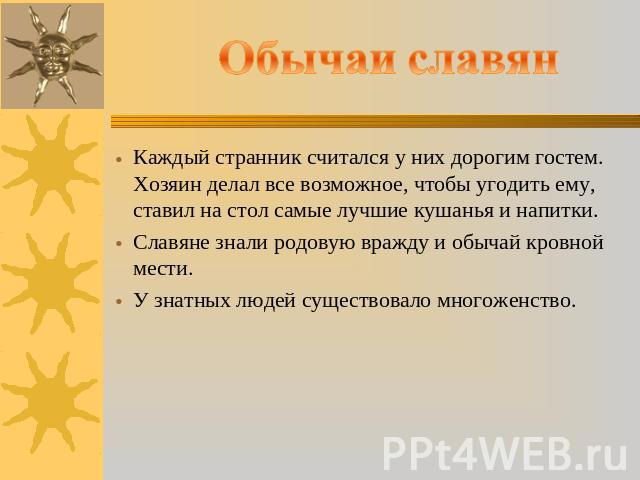 Обычаи славян
Каждый странник считался у них дорогим гостем.
Хозяин делал все возможное, чтобы угодить ему,
ставил на стол самые лучшие кушанья и напитки.
Славяне знали родовую вражду и обычай кровной
мести.
У знатных людей существовало многоженство.
PPt4WEB.ru